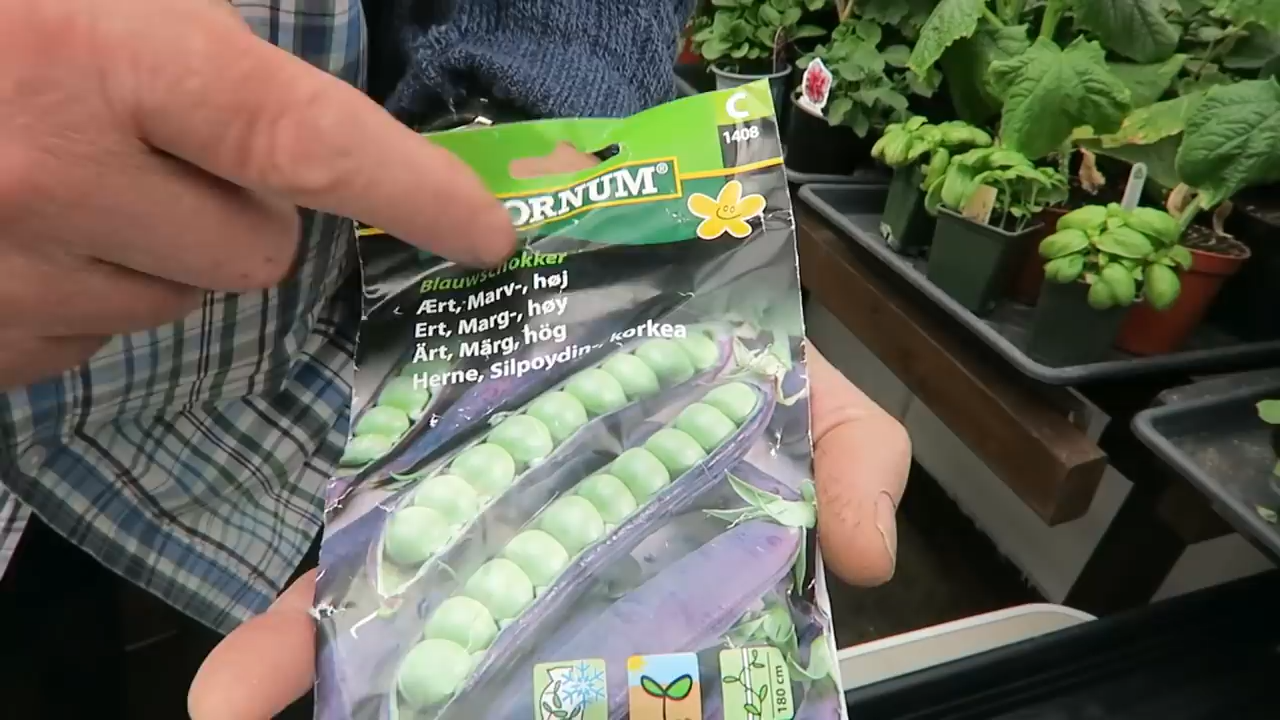 C
1408
ORNUM®
Blauwschokker
Ært, Marv-, høj
Ert, Marg-, høy
Ärt, Märg, hög
Herne, Silpoydin-, korkea
180 cm